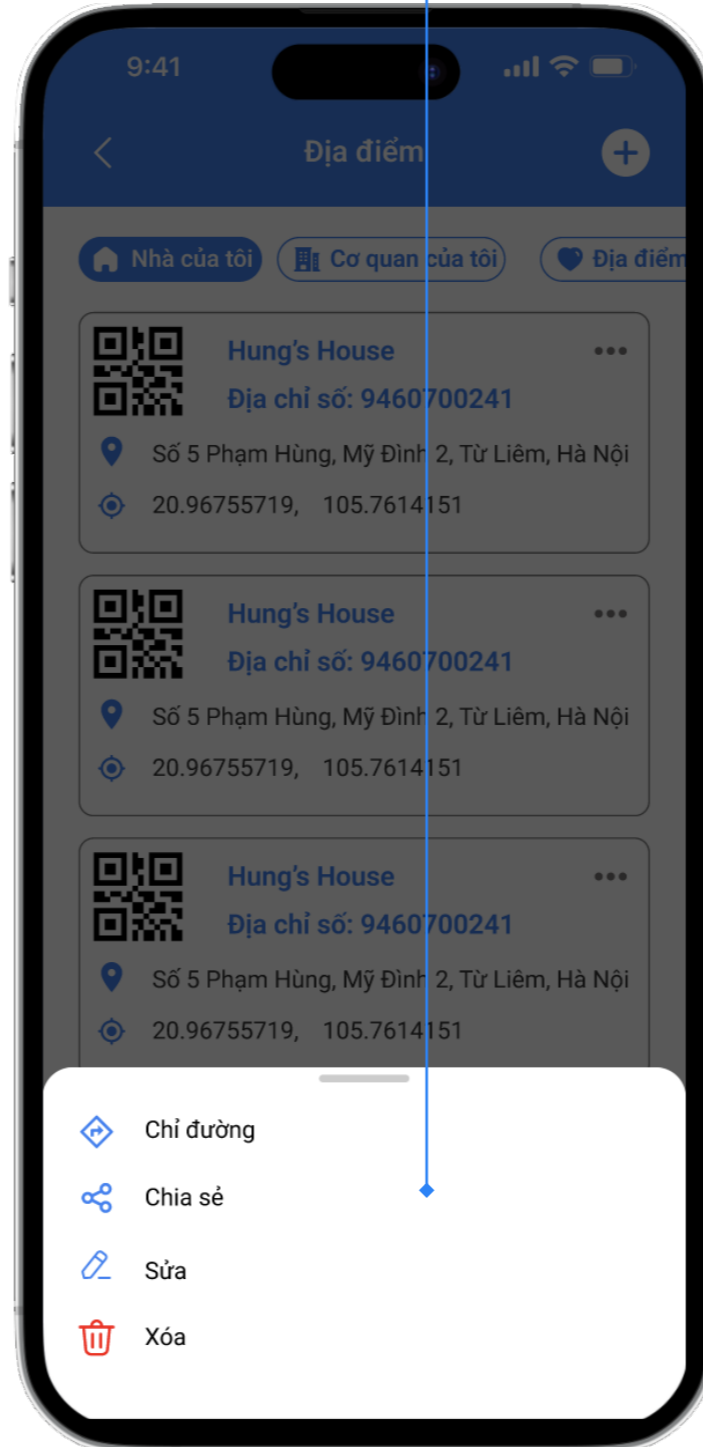 9:41
Địa điểm
Nhà của tôi
Cơ quan của tôi
Địa điểm
Hung’s House
Địa chỉ số: 9460700241
Số 5 Phạm Hùng, Mỹ Đình 2, Từ Liêm, Hà Nội
20.96755719, 105.7614151
Hung’s House
Địa chỉ số: 9460700241
Số 5 Phạm Hùng, Mỹ Đình 2, Từ Liêm, Hà Nội
20.96755719, 105.7614151
Hung’s House
Địa chỉ số: 9460700241
Số 5 Phạm Hùng, Mỹ Đình 2, Từ Liêm, Hà Nội
20.96755719, 105.7614151
Chỉ đường
Chia sẻ
Sửa
Xóa